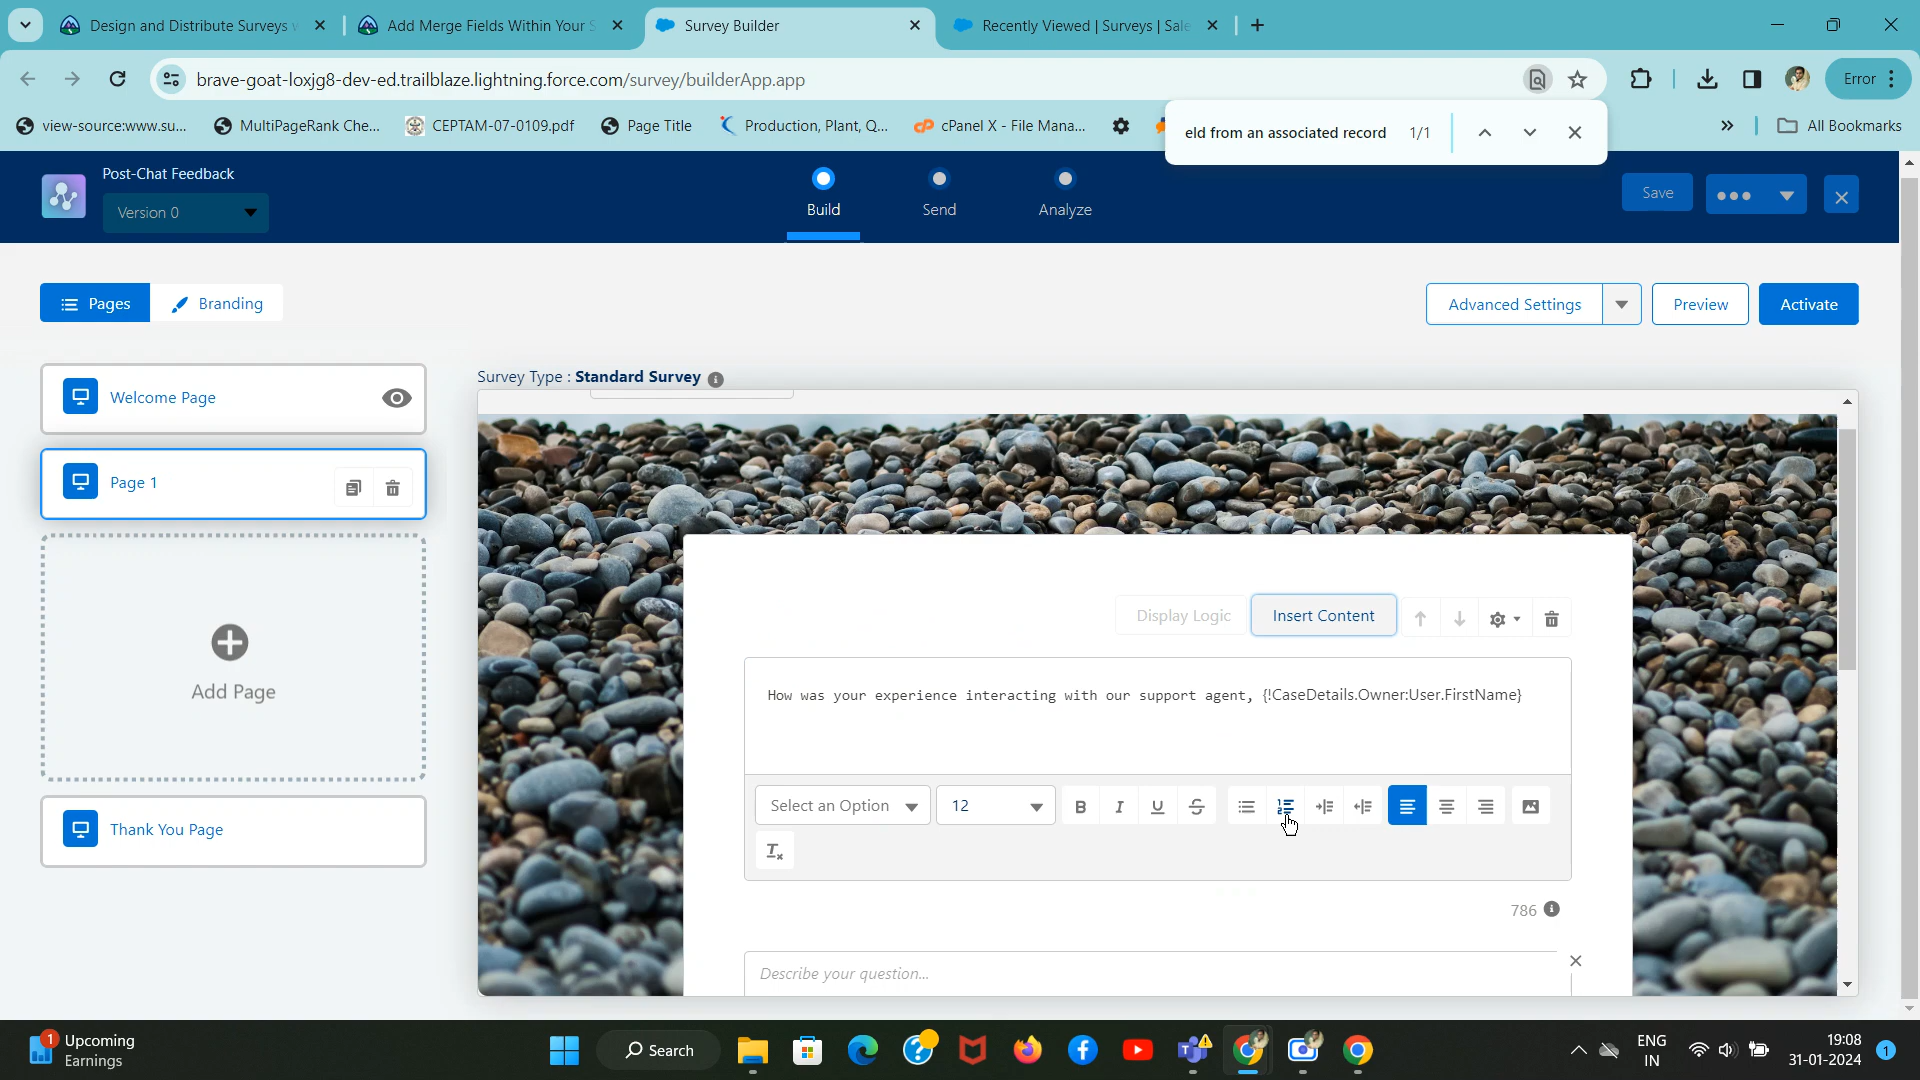 Design and Distribute Surveys w
Add Merge Fields Within Your S
Survey Builder
Recently Viewed | Surveys | Sale
brave-goat-loxjg8-dev-ed.trailblaze.lightning.force.com/survey/builderApp.app
Error
view-source:www.su...
MultiPageRank Che...
CEPTAM-07-0109.pdf
Page Title
Production, Plant, Q...
cPanel X - File Mana...
All Bookmarks
eld from an associated record 1/1
Post-Chat Feedback
Version 0
Build
Send
Analyze
Save
Pages
Branding
Advanced Settings
Preview
Activate
Welcome Page
Page 1
Add Page
Thank You Page
Survey Type : Standard Survey
Display Logic
Insert Content
How was your experience interacting with our support agent, {!CaseDetails.Owner:User.FirstName}
Select an Option
12
B I U S
786
Describe your question...
1
Upcoming
Earnings
Search
ENG
IN
19:08
31-01-2024
1